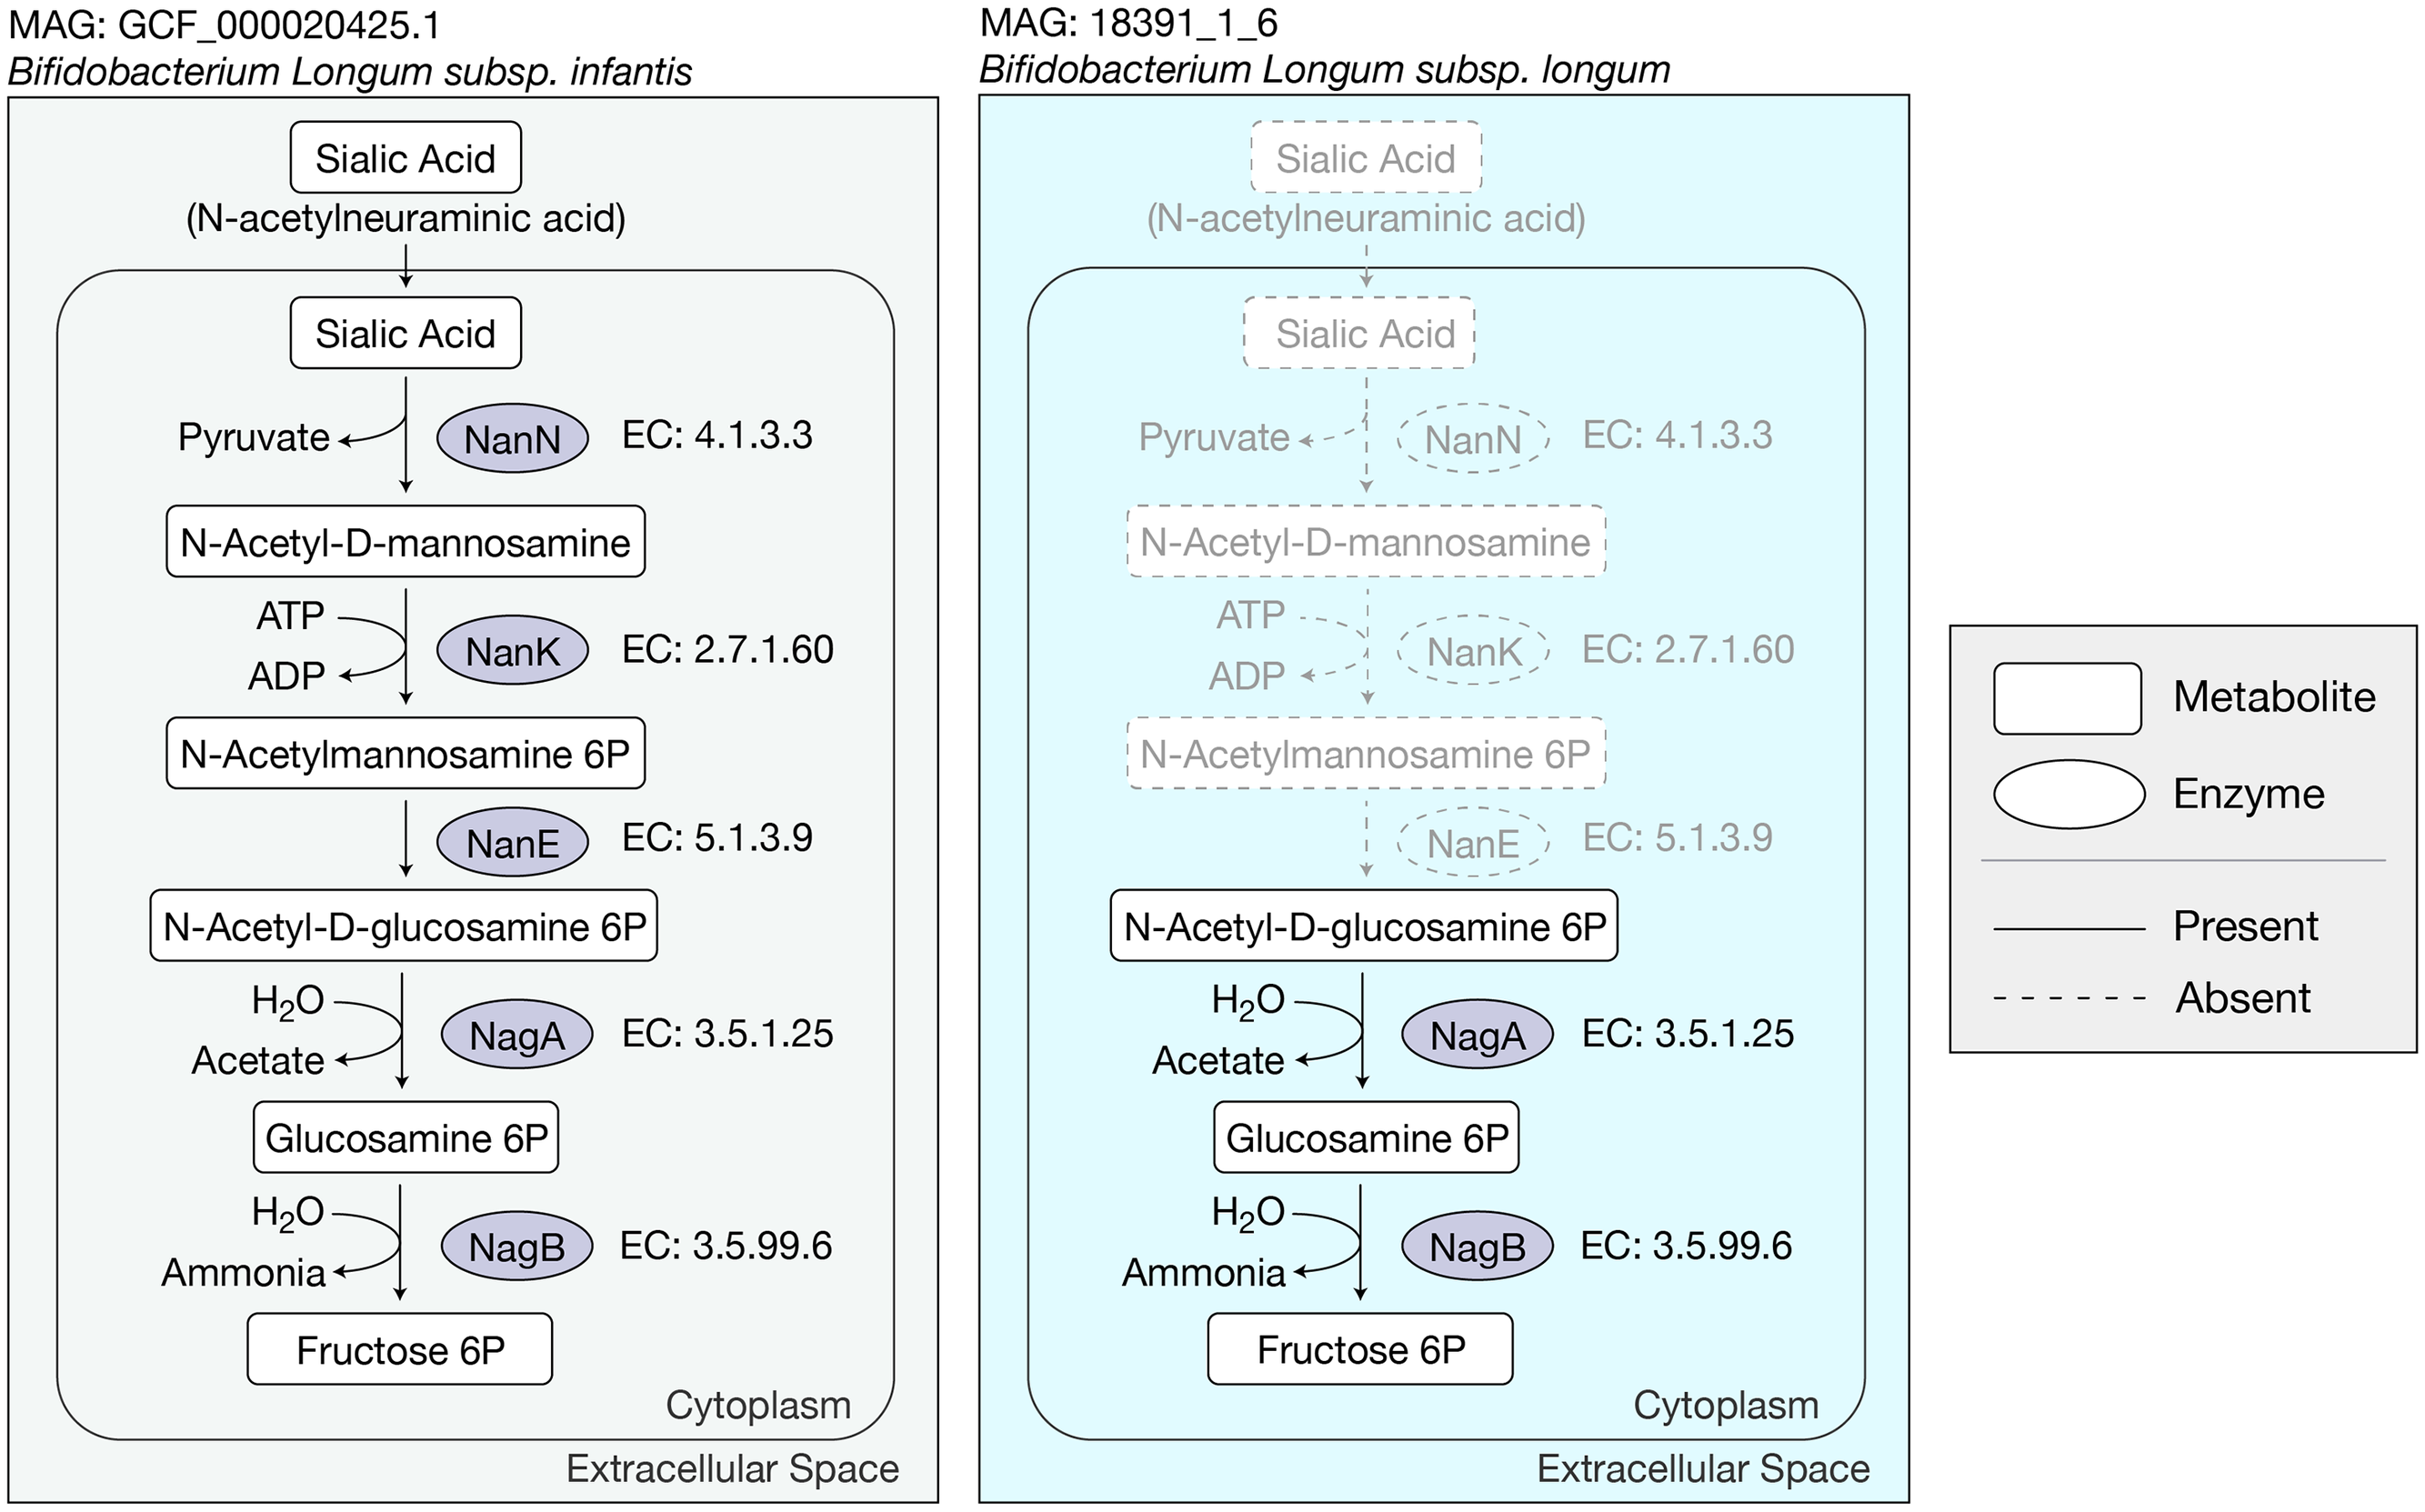 MAG: GCF_000020425.1
Bifidobacterium Longum subsp. infantis
Sialic Acid
(N-acetylneuraminic acid)
Sialic Acid
Pyruvate
NanN
EC: 4.1.3.3
N-Acetyl-D-mannosamine
ATP
ADP
NanK
EC: 2.7.1.60
N-Acetylmannosamine 6P
NanE
EC: 5.1.3.9
N-Acetyl-D-glucosamine 6P
H₂O
Acetate
NagA
EC: 3.5.1.25
Glucosamine 6P
H₂O
Ammonia
NagB
EC: 3.5.99.6
Fructose 6P
Cytoplasm
Extracellular Space
MAG: 18391_1_6
Bifidobacterium Longum subsp. longum
Sialic Acid
(N-acetylneuraminic acid)
Sialic Acid
Pyruvate
NanN
EC: 4.1.3.3
N-Acetyl-D-mannosamine
ATP
ADP
NanK
EC: 2.7.1.60
N-Acetylmannosamine 6P
NanE
EC: 5.1.3.9
N-Acetyl-D-glucosamine 6P
H₂O
Acetate
NagA
EC: 3.5.1.25
Glucosamine 6P
H₂O
Ammonia
NagB
EC: 3.5.99.6
Fructose 6P
Cytoplasm
Extracellular Space
Metabolite
Enzyme
Present
Absent